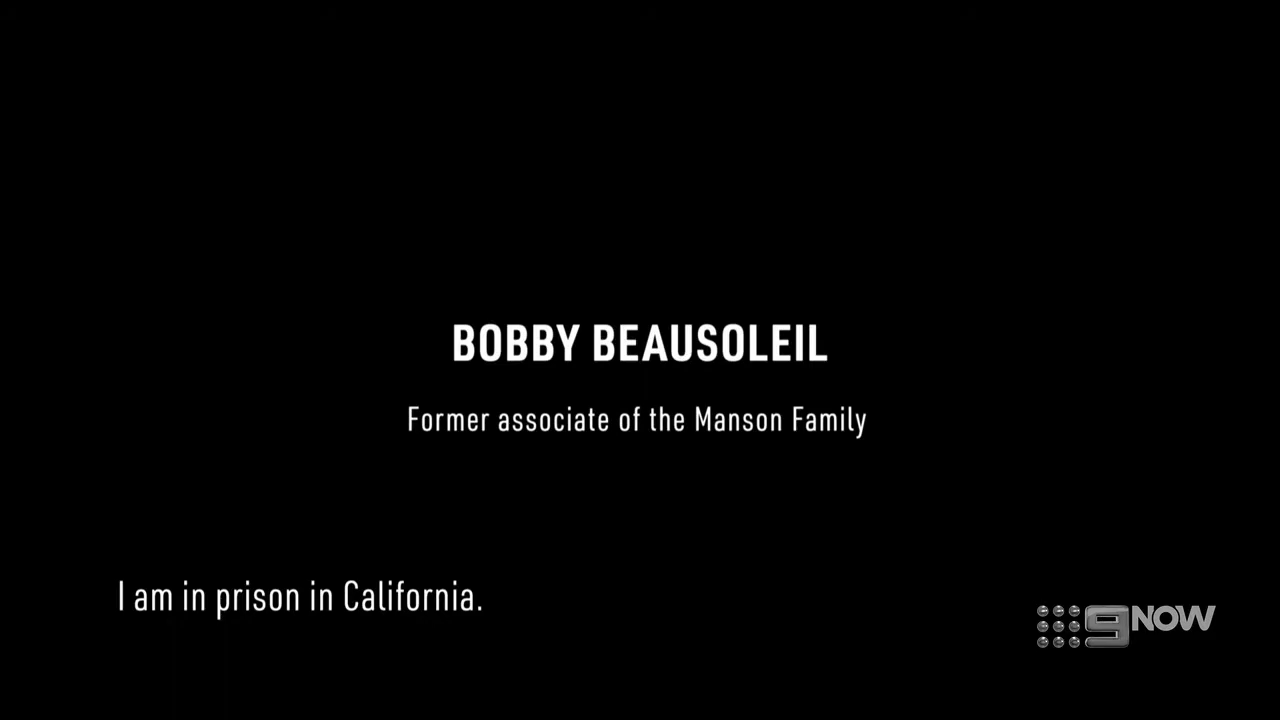 BOBBY BEAUSOLEIL
Former associate of the Manson Family
I am in prison in California.
9NOW